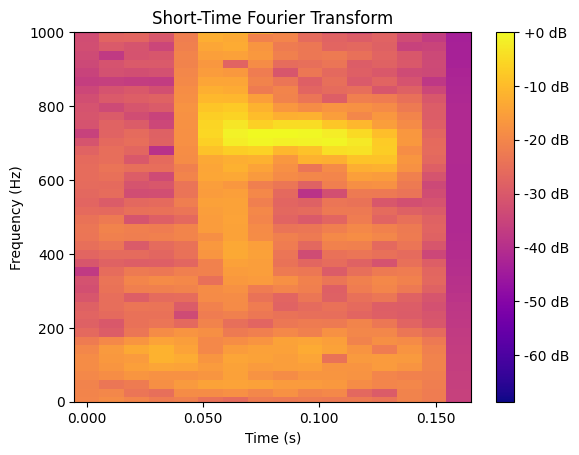 Short-Time Fourier Transform
1000
800
600
400
200
0
Frequency (Hz)
0.000
0.050
0.100
0.150
Time (s)
+0 dB
-10 dB
-20 dB
-30 dB
-40 dB
-50 dB
-60 dB